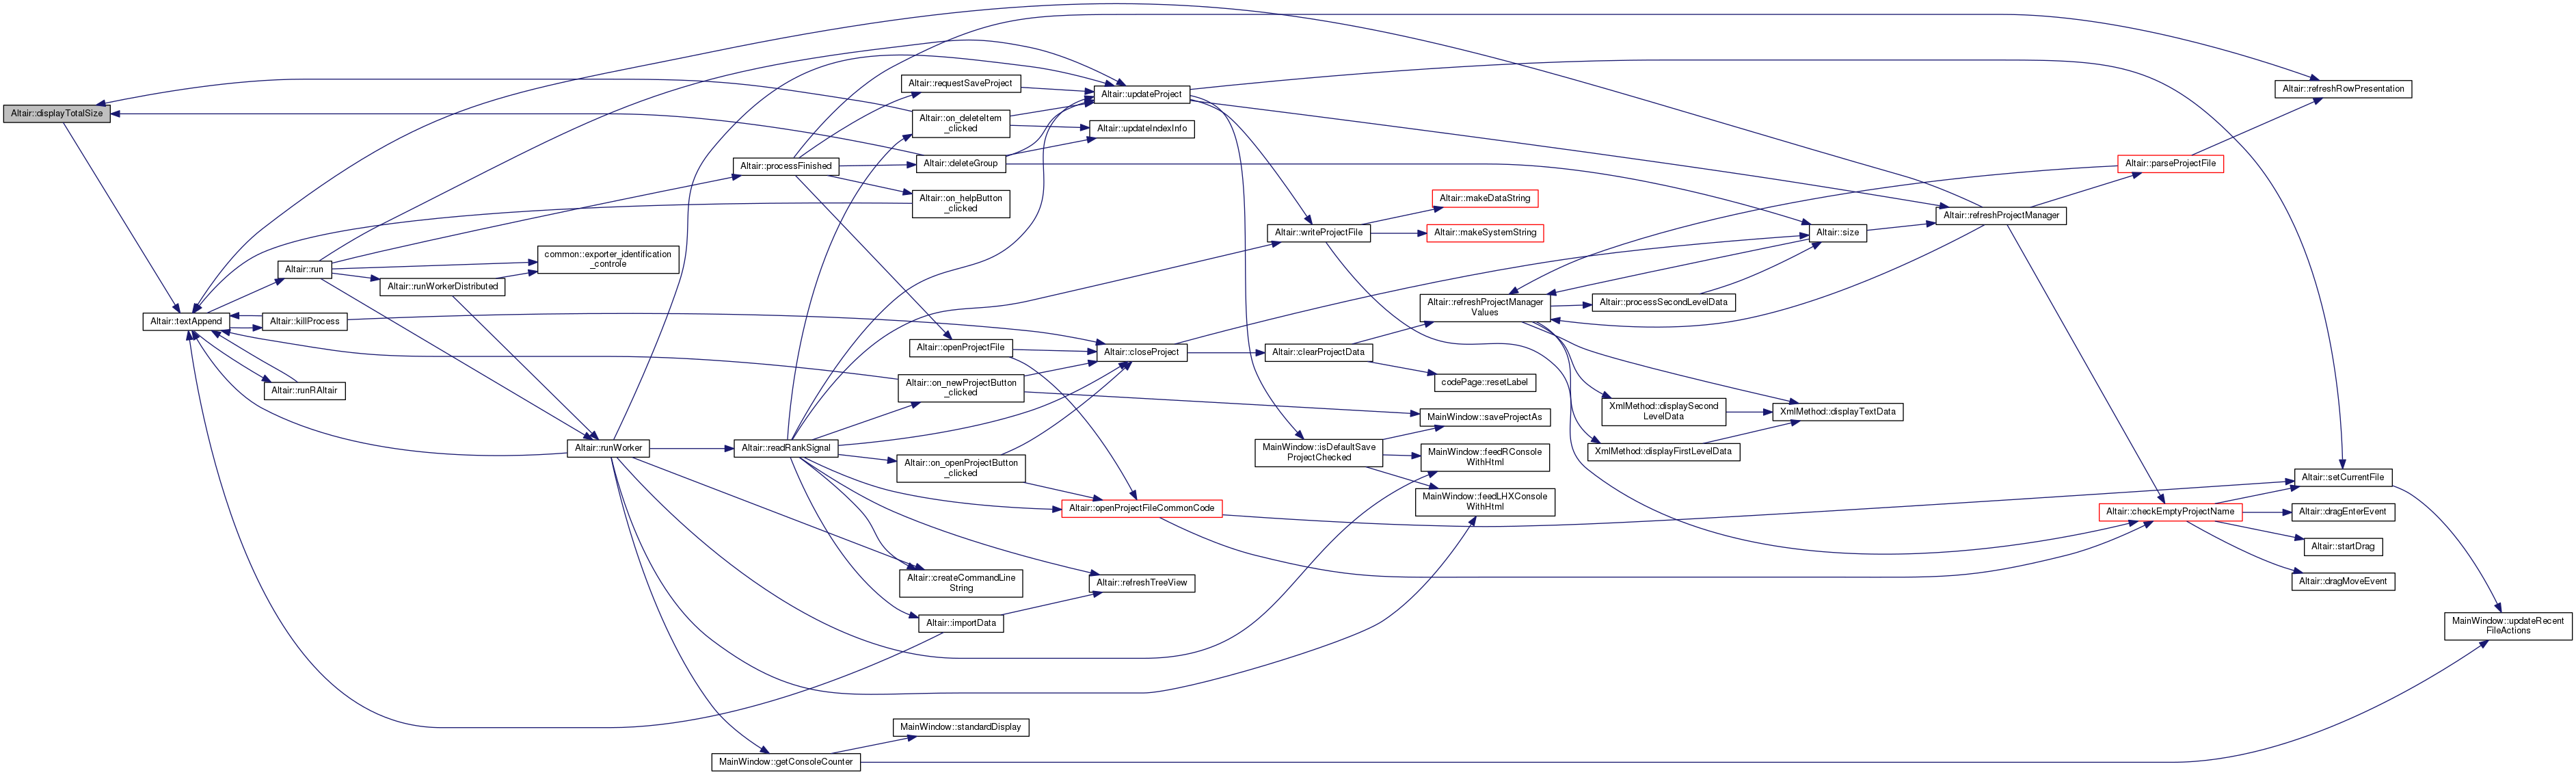 Altair::displayTotalSize
Altair::textAppend
Altair::run
Altair::killProcess
Altair::runRAltair
Altair::runWorkerDistributed
common::exporter_identification
_controle
Altair::runWorker
Altair::processFinished
Altair::readRankSignal
MainWindow::getConsoleCounter
Altair::requestSaveProject
Altair::on_deleteItem
_clicked
Altair::deleteGroup
Altair::on_helpButton
_clicked
Altair::openProjectFile
Altair::on_newProjectButton
_clicked
Altair::on_openProjectButton
_clicked
Altair::createCommandLine
String
Altair::importData
MainWindow::standardDisplay
Altair::updateProject
Altair::updateIndexInfo
Altair::closeProject
Altair::openProjectFileCommonCode
Altair::refreshTreeView
Altair::writeProjectFile
Altair::clearProjectData
MainWindow::isDefaultSave
ProjectChecked
Altair::makeDataString
Altair::makeSystemString
Altair::refreshProjectManager
Values
codePage::resetLabel
MainWindow::saveProjectAs
MainWindow::feedRConsole
WithHtml
MainWindow::feedLHXConsole
WithHtml
Altair::processSecondLevelData
XmlMethod::displaySecond
LevelData
XmlMethod::displayFirstLevelData
Altair::size
XmlMethod::displayTextData
Altair::refreshProjectManager
Altair::parseProjectFile
Altair::checkEmptyProjectName
Altair::refreshRowPresentation
Altair::setCurrentFile
Altair::dragEnterEvent
Altair::startDrag
Altair::dragMoveEvent
MainWindow::updateRecent
FileActions